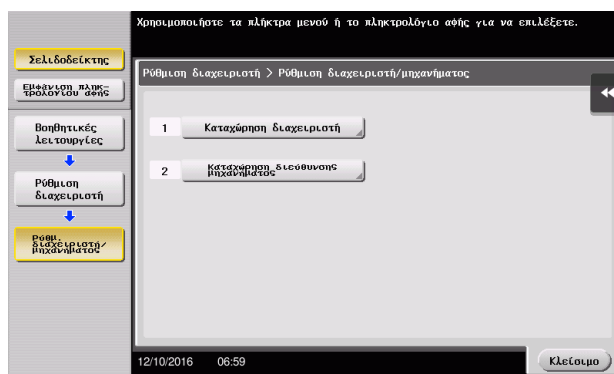 Χρησιμοποιήστε τα πλήκτρα μενού ή το πληκτρολόγιο αφής για να επιλέξετε.
Σελιδοδείκτης
Εμφάνιση πληκ-
τρολογίου αφής
Ρύθμιση διαχειριστή > Ρύθμιση διαχειριστή/μηχανήματος
Βοηθητικές
λειτουργίες
1 Καταχώρηση διαχειριστή
2 Καταχώρηση διεύθυνσης
μηχανήματος
Ρύθμιση
διαχειριστή
Ρύθμ.
διαχειριστή/
μηχανήματος
12/10/2016 06:59
Κλείσιμο